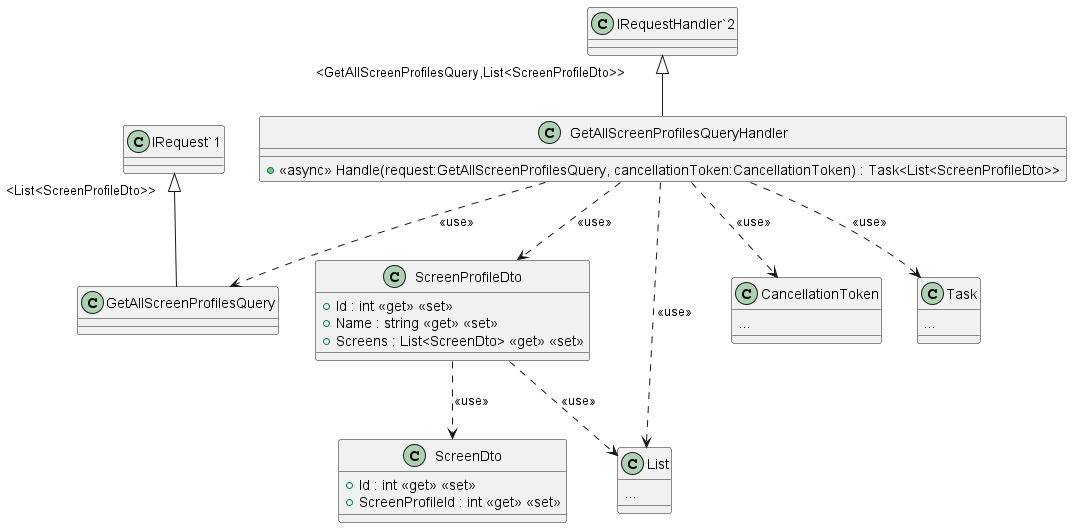 C IRequestHandler`2
<GetAllScreenProfilesQuery,List<ScreenProfileDto>>
C GetAllScreenProfilesQueryHandler
«async» Handle(request:GetAllScreenProfilesQuery, cancellationToken:CancellationToken) : Task<List<ScreenProfileDto>>
C IRequest`1
<List<ScreenProfileDto>>
«use»
«use»
«use»
«use»
«use»
C GetAllScreenProfilesQuery
C ScreenProfileDto
Id : int «get» «set»
Name : string «get» «set»
Screens : List<ScreenDto> «get» «set»
C CancellationToken
...
C Task
...
«use»
«use»
C ScreenDto
Id : int «get» «set»
ScreenProfileId : int «get» «set»
C List
...